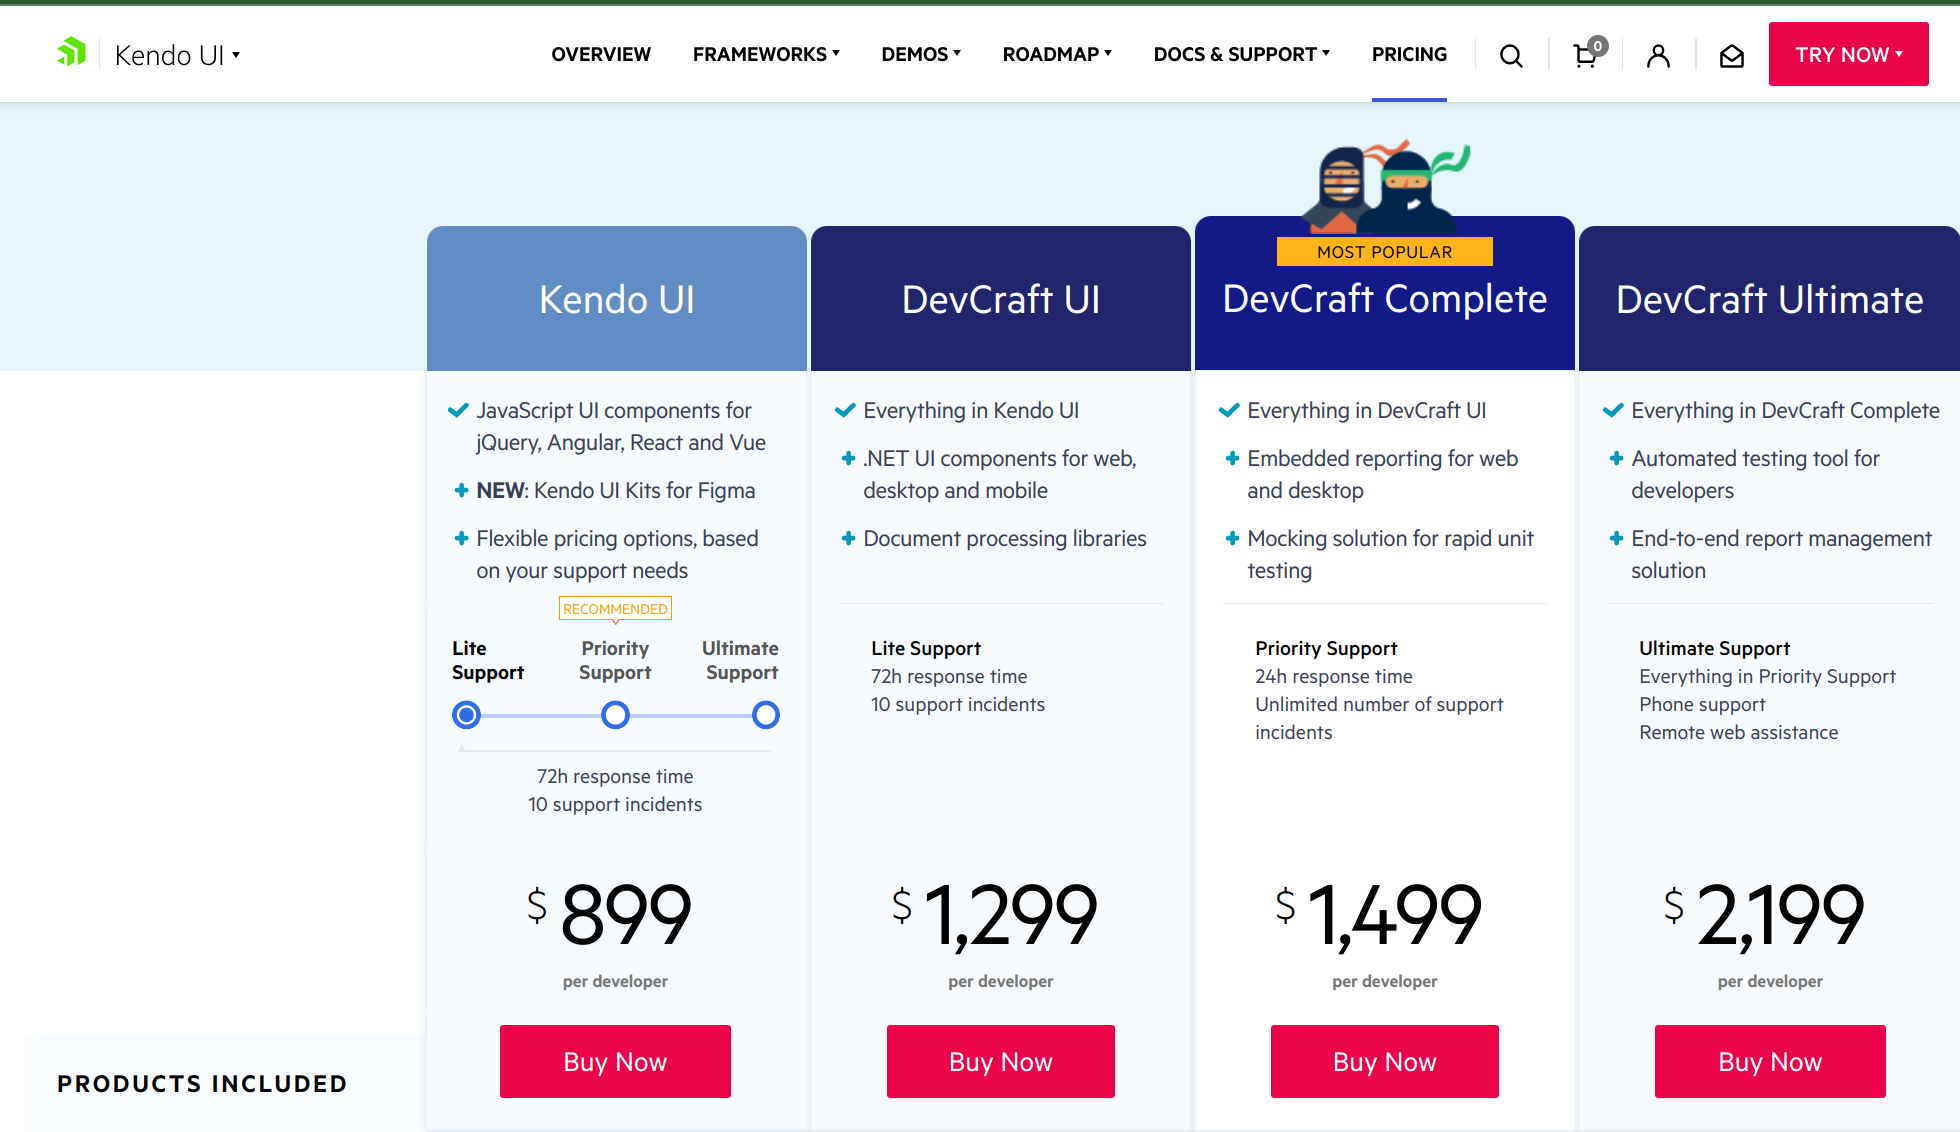 Kendo UI
OVERVIEW
FRAMEWORKS
DEMOS
ROADMAP
DOCS & SUPPORT
PRICING
0
TRY NOW
Kendo UI
JavaScript UI components for
jQuery, Angular, React and Vue
NEW: Kendo UI Kits for Figma
Flexible pricing options, based
on your support needs
RECOMMENDED
Lite
Support
Priority
Support
Ultimate
Support
72h response time
10 support incidents
$ 899
per developer
Buy Now
DevCraft UI
Everything in Kendo UI
.NET UI components for web,
desktop and mobile
Document processing libraries
Lite Support
72h response time
10 support incidents
$ 1,299
per developer
Buy Now
MOST POPULAR
DevCraft Complete
Everything in DevCraft UI
Embedded reporting for web
and desktop
Mocking solution for rapid unit
testing
Priority Support
24h response time
Unlimited number of support
incidents
$ 1,499
per developer
Buy Now
DevCraft Ultimate
Everything in DevCraft Complete
Automated testing tool for
developers
End-to-end report management
solution
Ultimate Support
Everything in Priority Support
Phone support
Remote web assistance
$ 2,199
per developer
Buy Now
PRODUCTS INCLUDED